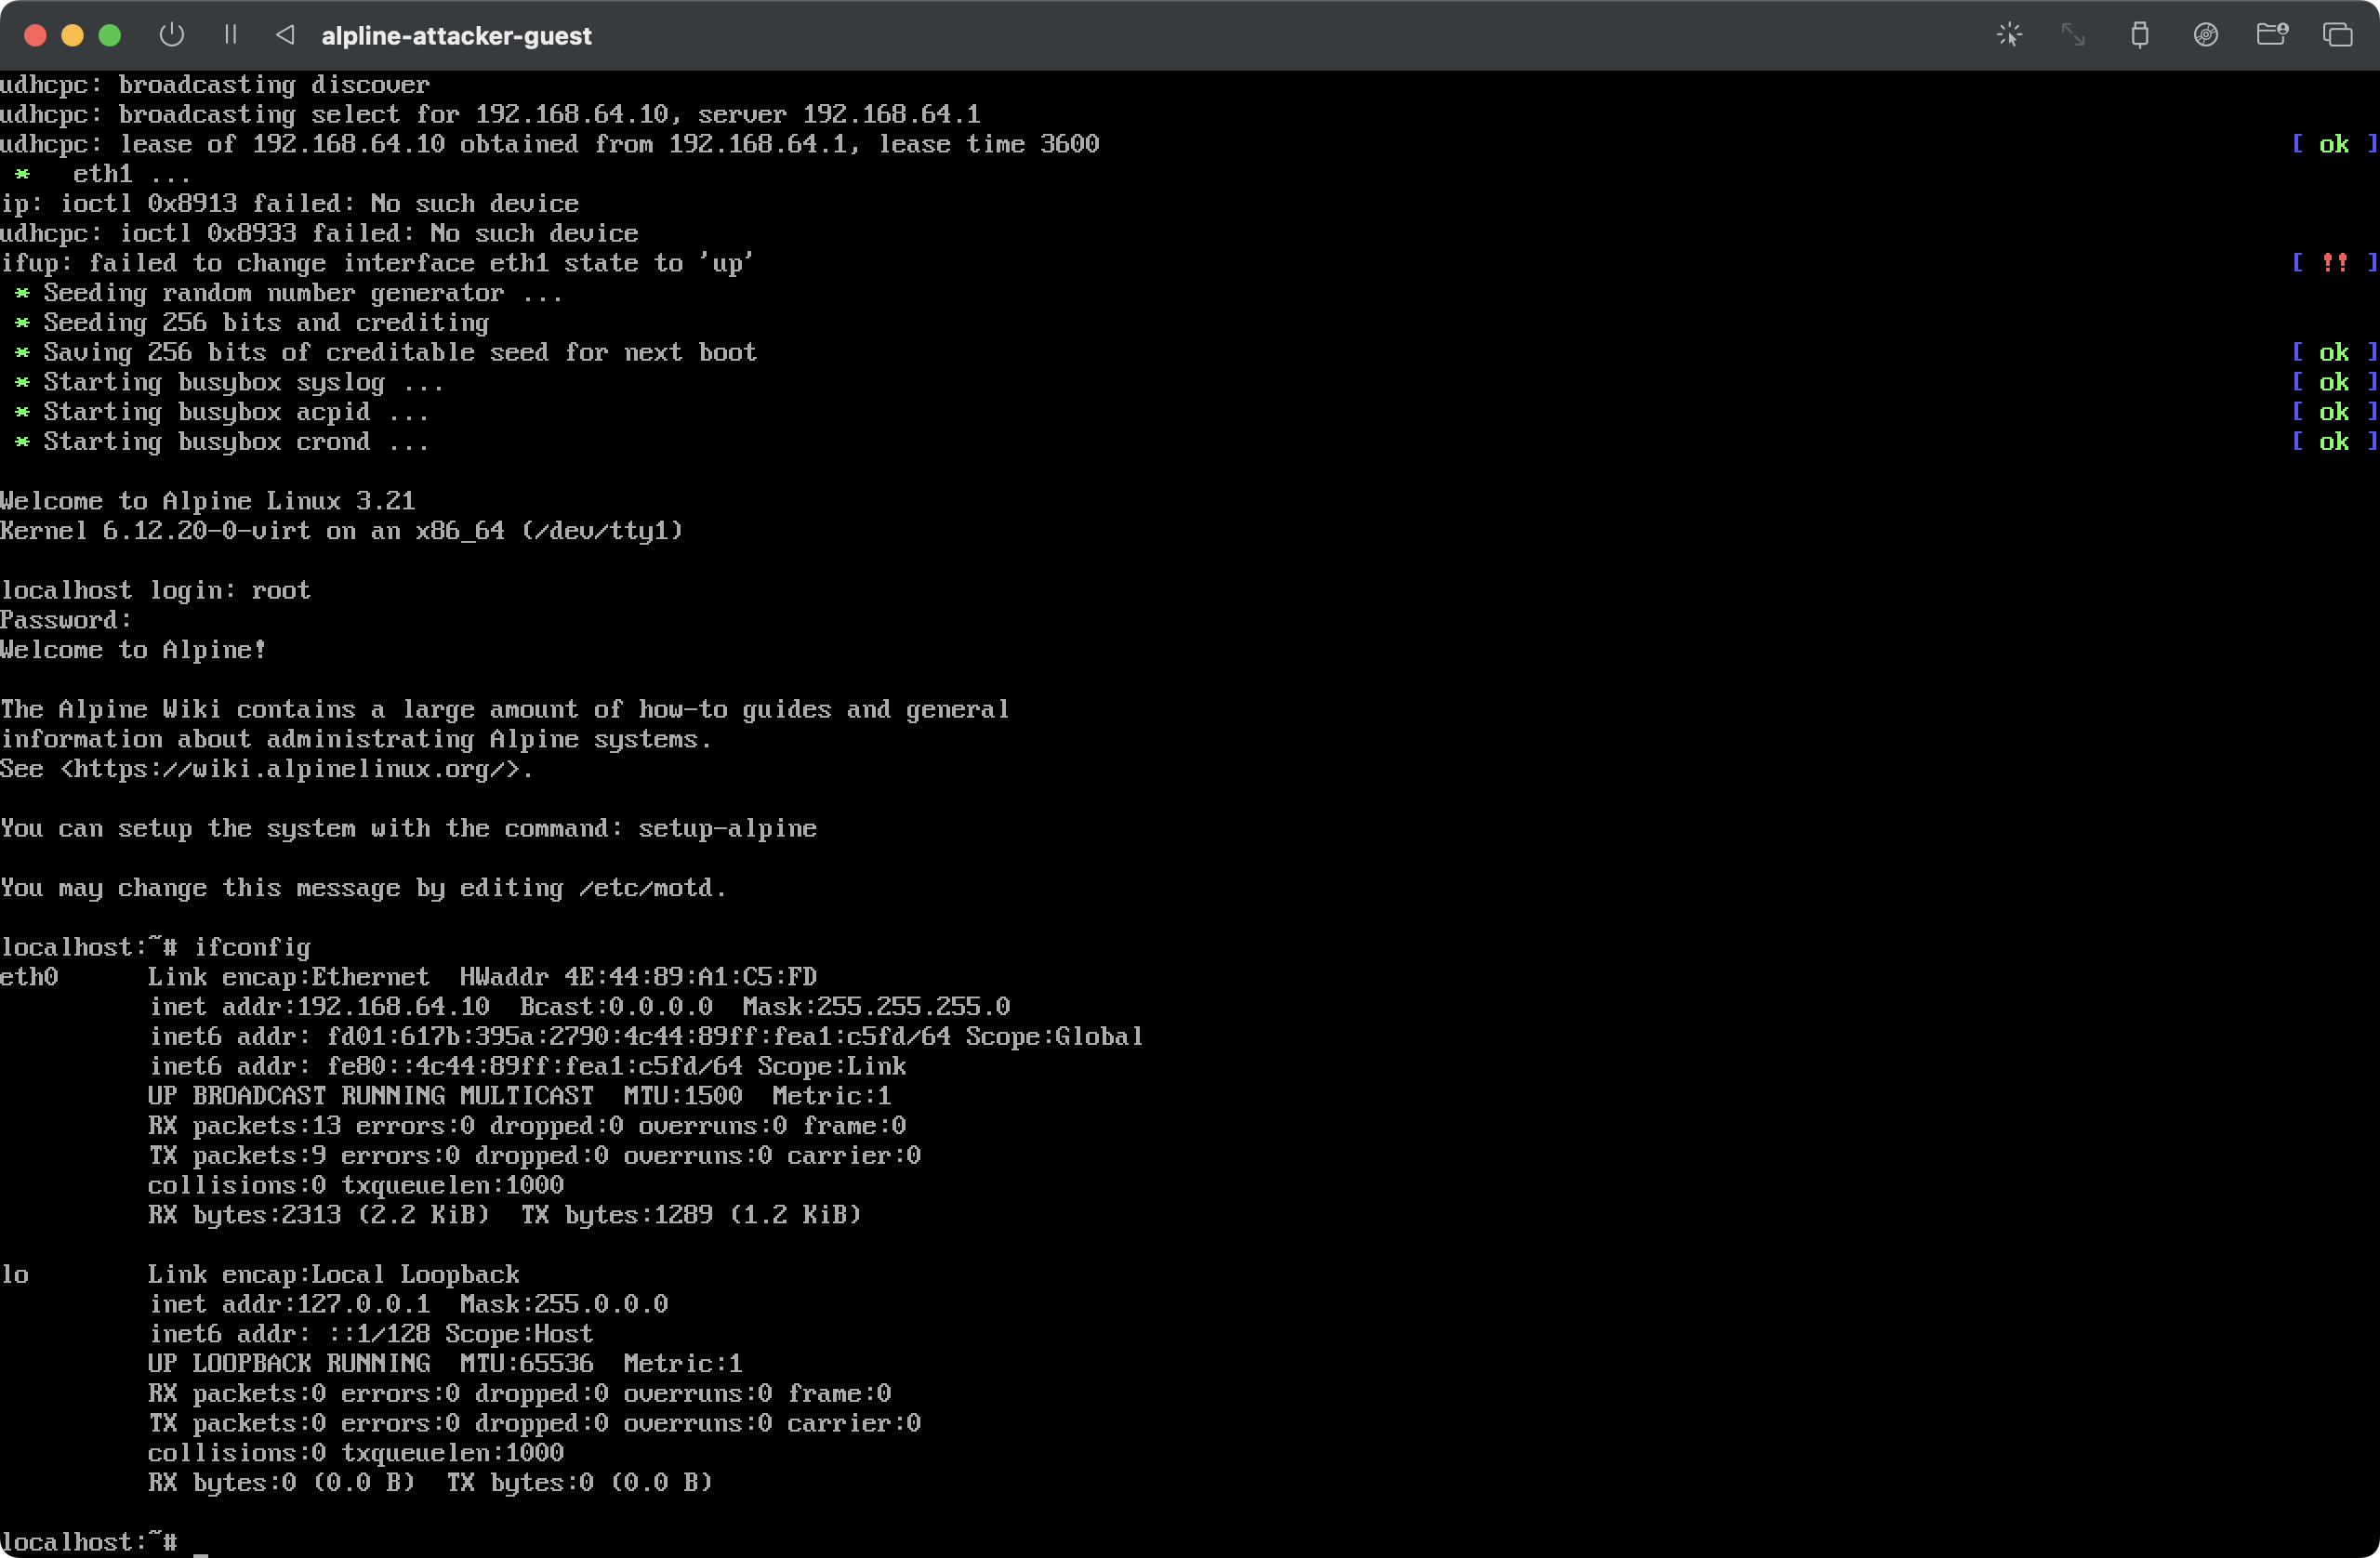 alpline-attacker-guest
udhcpc: broadcasting discover
udhcpc: broadcasting select for 192.168.64.10, server 192.168.64.1
udhcpc: lease of 192.168.64.10 obtained from 192.168.64.1, lease time 3600 [ ok ]
 *   eth1 ...
ip: ioctl 0x8913 failed: No such device
udhcpc: ioctl 0x8933 failed: No such device
ifup: failed to change interface eth1 state to 'up' [ !! ]
 * Seeding random number generator ...
 * Seeding 256 bits and crediting
 * Saving 256 bits of creditable seed for next boot [ ok ]
 * Starting busybox syslog ... [ ok ]
 * Starting busybox acpid ... [ ok ]
 * Starting busybox crond ... [ ok ]
Welcome to Alpine Linux 3.21
Kernel 6.12.20-0-virt on an x86_64 (/dev/tty1)
localhost login: root
Password:
Welcome to Alpine!
The Alpine Wiki contains a large amount of how-to guides and general
information about administrating Alpine systems.
See <https://wiki.alpinelinux.org/>.
You can setup the system with the command: setup-alpine
You may change this message by editing /etc/motd.
localhost:~# ifconfig
eth0      Link encap:Ethernet  HWaddr 4E:44:89:A1:C5:FD
          inet addr:192.168.64.10  Bcast:0.0.0.0  Mask:255.255.255.0
          inet6 addr: fd01:617b:395a:2790:4c44:89ff:fea1:c5fd/64 Scope:Global
          inet6 addr: fe80::4c44:89ff:fea1:c5fd/64 Scope:Link
          UP BROADCAST RUNNING MULTICAST  MTU:1500  Metric:1
          RX packets:13 errors:0 dropped:0 overruns:0 frame:0
          TX packets:9 errors:0 dropped:0 overruns:0 carrier:0
          collisions:0 txqueuelen:1000
          RX bytes:2313 (2.2 KiB)  TX bytes:1289 (1.2 KiB)
lo        Link encap:Local Loopback
          inet addr:127.0.0.1  Mask:255.0.0.0
          inet6 addr: ::1/128 Scope:Host
          UP LOOPBACK RUNNING  MTU:65536  Metric:1
          RX packets:0 errors:0 dropped:0 overruns:0 frame:0
          TX packets:0 errors:0 dropped:0 overruns:0 carrier:0
          collisions:0 txqueuelen:1000
          RX bytes:0 (0.0 B)  TX bytes:0 (0.0 B)
localhost:~# _